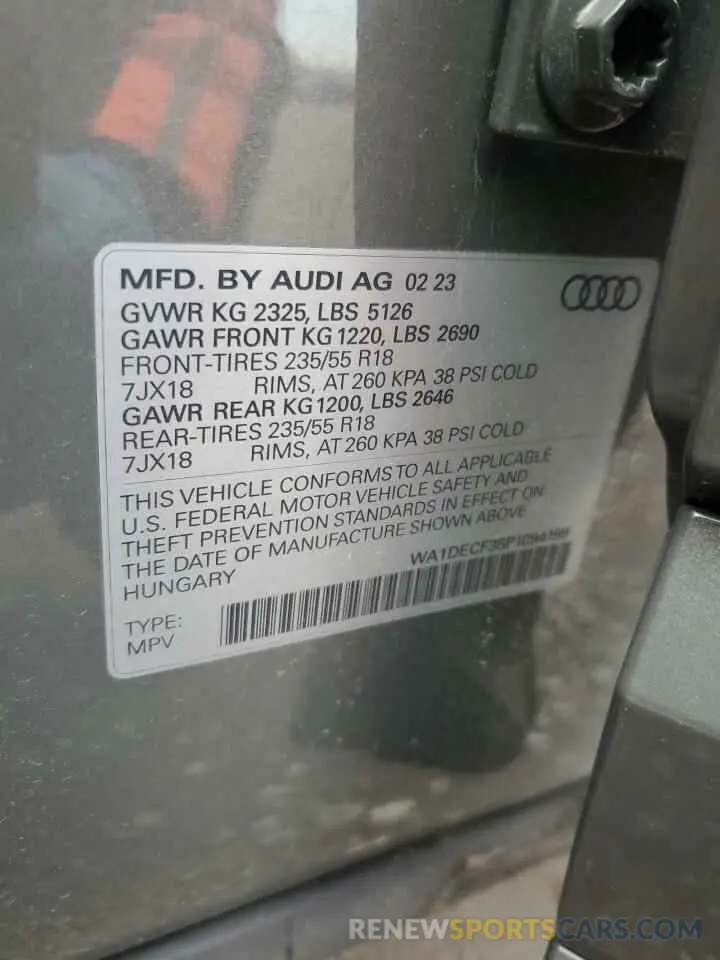 MFD. BY AUDI AG 02 23
GVWR KG 2325, LBS 5126
GAWR FRONT KG 1220, LBS 2690
FRONT-TIRES 235/55 R18
7JX18 RIMS, AT 260 KPA 38 PSI COLD
GAWR REAR KG 1200, LBS 2646
REAR-TIRES 235/55 R18
7JX18 RIMS, AT 260 KPA 38 PSI COLD
THIS VEHICLE CONFORMS TO ALL APPLICABLE
U.S. FEDERAL MOTOR VEHICLE SAFETY AND
THEFT PREVENTION STANDARDS IN EFFECT ON
THE DATE OF MANUFACTURE SHOWN ABOVE
HUNGARY
TYPE:
MPV
RENEWSPORTSCARS.COM